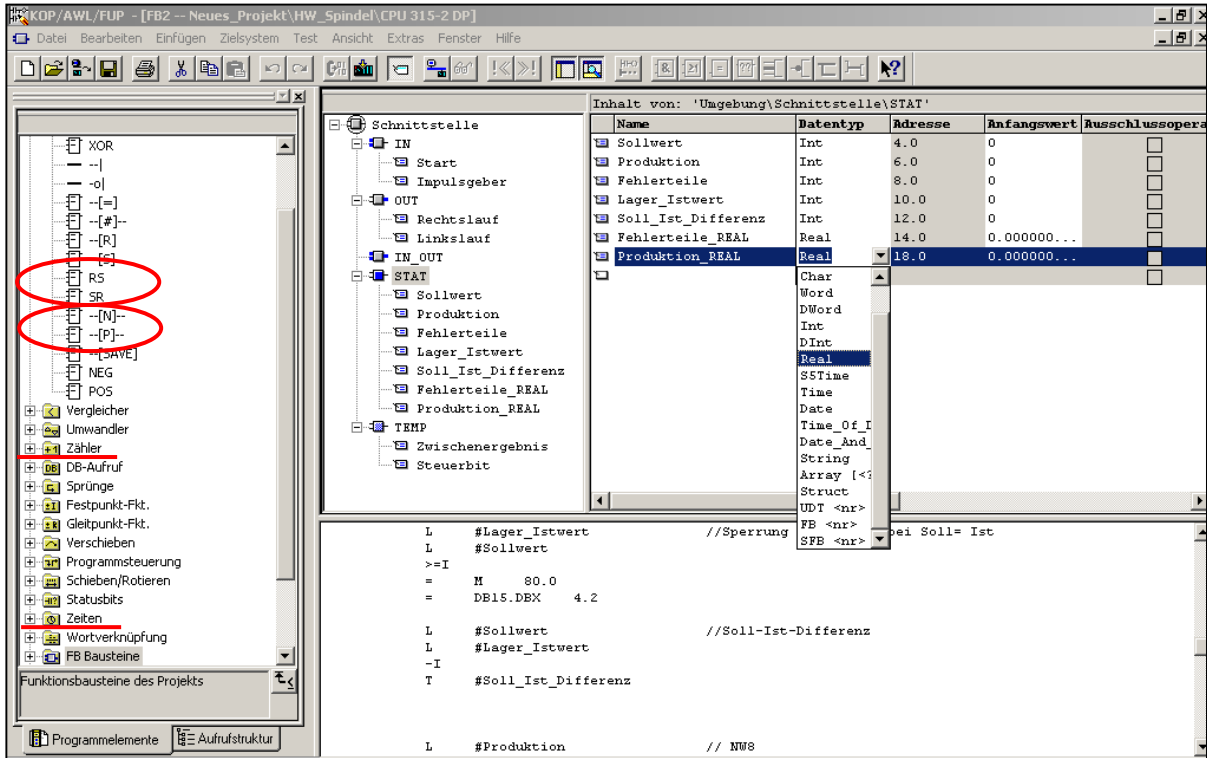 KOP/AWL/FUP - [FB2 -- Neues_Projekt\HW_Spindel\CPU 315-2 DP]
Datei Bearbeiten Einfügen Zielsystem Test Ansicht Extras Fenster Hilfe
XOR
--|
-o|
--[=]
--[#]--
--[R]
--[S]
RS
SR
--[N]--
--[P]--
--[SAVE]
NEG
POS
Vergleicher
Umwandler
Zähler
DB-Aufruf
Sprünge
Festpunkt-Fkt.
Gleitpunkt-Fkt.
Verschieben
Programmsteuerung
Schieben/Rotieren
Statusbits
Zeiten
Wortverknüpfung
FB Bausteine
Funktionsbausteine des Projekts
Programmelemente Aufrufstruktur
Schnittstelle
IN
Start
Impulsgeber
OUT
Rechtslauf
Linkslauf
IN_OUT
STAT
Sollwert
Produktion
Fehlerteile
Lager_Istwert
Soll_Ist_Differenz
Fehlerteile_REAL
Produktion_REAL
TEMP
Zwischenergebnis
Steuerbit
Inhalt von: 'Umgebung\Schnittstelle\STAT'
Name Datentyp Adresse Anfangswert Ausschlussopera
Sollwert Int 4.0 0
Produktion Int 6.0 0
Fehlerteile Int 8.0 0
Lager_Istwert Int 10.0 0
Soll_Ist_Differenz Int 12.0 0
Fehlerteile_REAL Real 14.0 0.000000...
Produktion_REAL Real 18.0 0.000000...
Char
Word
DWord
Int
DInt
Real
S5Time
Time
Date
Time_Of_D
Date_And_
String
Array [<?
Struct
UDT <nr>
FB <nr>
SFB <nr>
L #Lager_Istwert //Sperrung bei Soll= Ist
L #Sollwert
>=I
= M 80.0
= DB15.DBX 4.2
L #Sollwert //Soll-Ist-Differenz
L #Lager_Istwert
-I
T #Soll_Ist_Differenz
L #Produktion // NW8